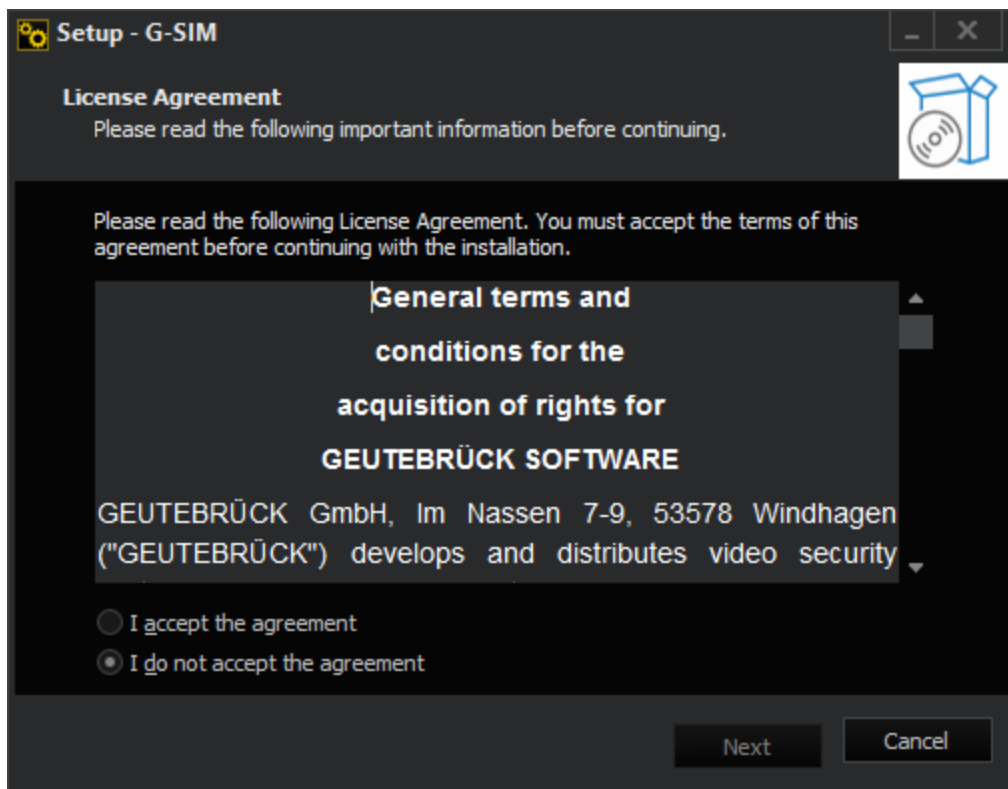 Setup - G-SIM
License Agreement
Please read the following important information before continuing.
Please read the following License Agreement. You must accept the terms of this
agreement before continuing with the installation.
General terms and
conditions for the
acquisition of rights for
GEUTEBRÜCK SOFTWARE
GEUTEBRÜCK GmbH, Im Nassen 7-9, 53578 Windhagen
("GEUTEBRÜCK") develops and distributes video security
I accept the agreement
I do not accept the agreement
Next
Cancel